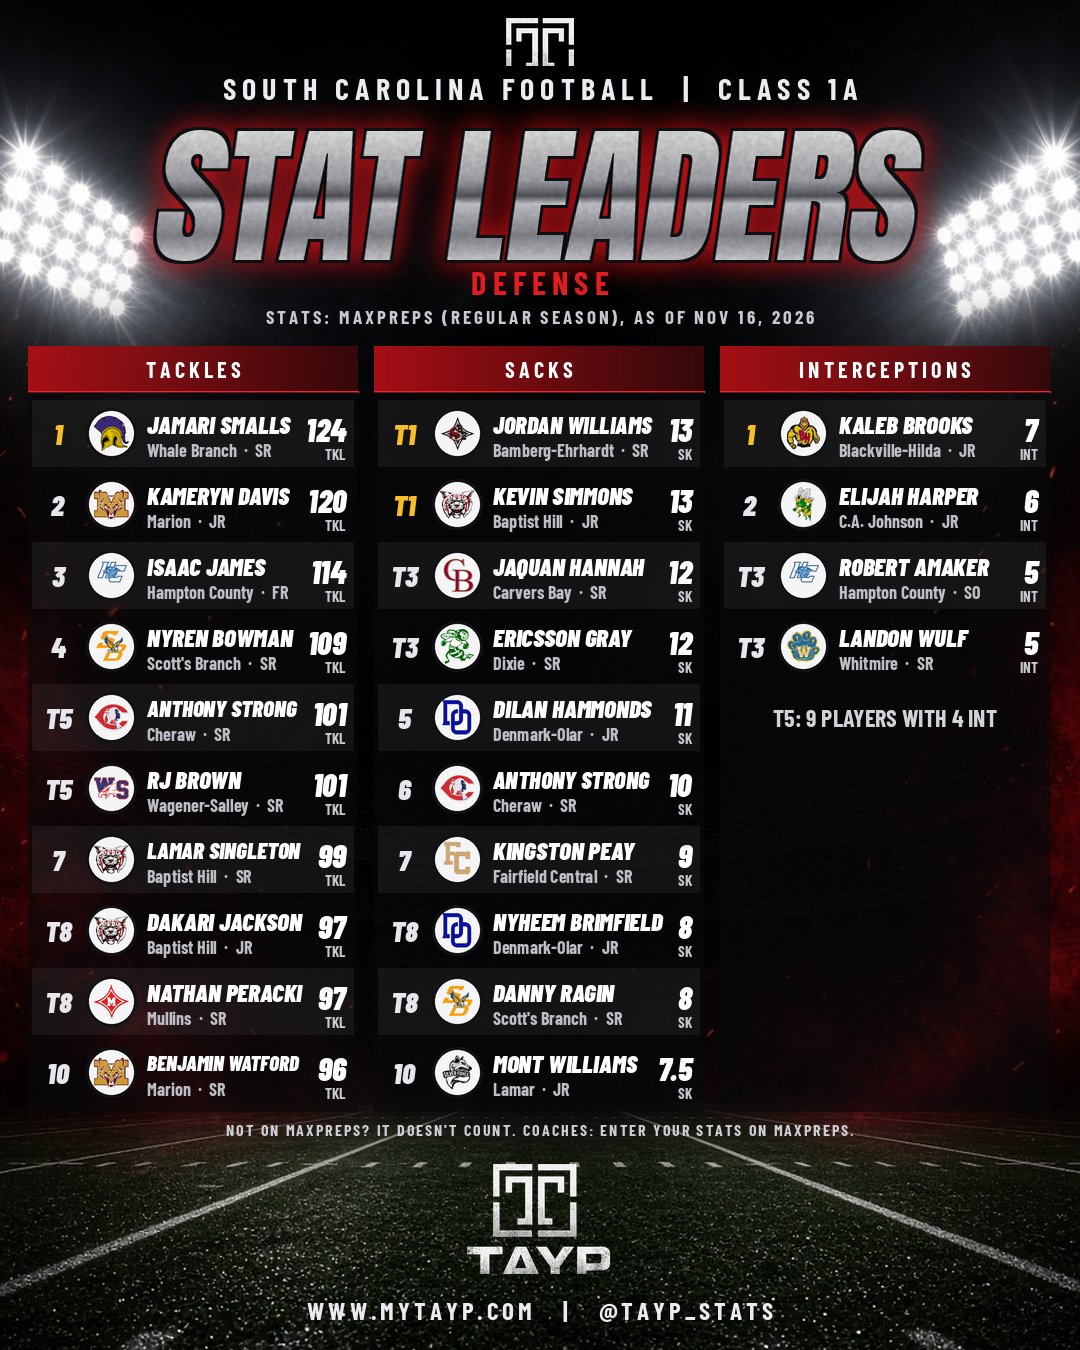 SOUTH CAROLINA FOOTBALL | CLASS 1A
STAT LEADERS
DEFENSE
STATS: MAXPREPS (REGULAR SEASON), AS OF NOV 16, 2026
TACKLES
1 JAMARI SMALLS 124
Whale Branch · SR TKL
2 KAMERYN DAVIS 120
Marion · JR TKL
3 ISAAC JAMES 114
Hampton County · FR TKL
4 NYREN BOWMAN 109
Scott's Branch · SR TKL
T5 ANTHONY STRONG 101
Cheraw · SR TKL
T5 RJ BROWN 101
Wagener-Salley · SR TKL
7 LAMAR SINGLETON 99
Baptist Hill · SR TKL
T8 DAKARI JACKSON 97
Baptist Hill · JR TKL
T8 NATHAN PERACKI 97
Mullins · SR TKL
10 BENJAMIN WATFORD 96
Marion · SR TKL
SACKS
T1 JORDAN WILLIAMS 13
Bamberg-Ehrhardt · SR SK
T1 KEVIN SIMMONS 13
Baptist Hill · JR SK
T3 JAQUAN HANNAH 12
Carvers Bay · SR SK
T3 ERICSSON GRAY 12
Dixie · SR SK
5 DILAN HAMMONDS 11
Denmark-Olar · JR SK
6 ANTHONY STRONG 10
Cheraw · SR SK
7 KINGSTON PEAY 9
Fairfield Central · SR SK
T8 NYHEEM BRIMFIELD 8
Denmark-Olar · JR SK
T8 DANNY RAGIN 8
Scott's Branch · SR SK
10 MONT WILLIAMS 7.5
Lamar · JR SK
INTERCEPTIONS
1 KALEB BROOKS 7
Blackville-Hilda · JR INT
2 ELIJAH HARPER 6
C.A. Johnson · JR INT
T3 ROBERT AMAKER 5
Hampton County · SO INT
T3 LANDON WULF 5
Whitmire · SR INT
T5: 9 PLAYERS WITH 4 INT
NOT ON MAXPREPS? IT DOESN'T COUNT. COACHES: ENTER YOUR STATS ON MAXPREPS.
TAYP
WWW.MYTAYP.COM | @TAYP_STATS